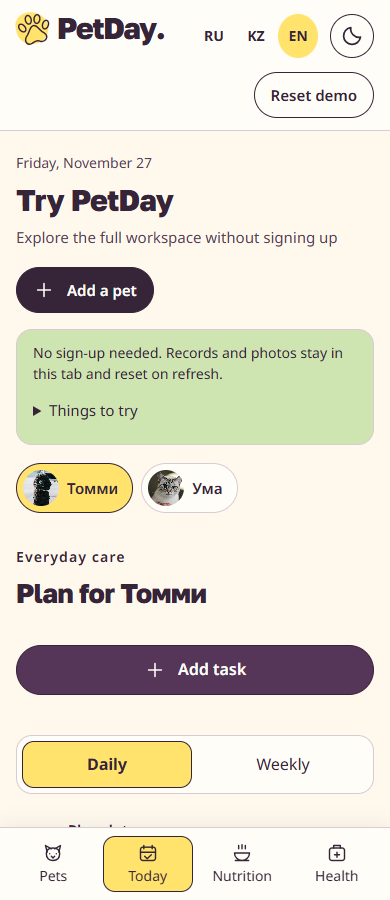 PetDay.
RU KZ EN
Reset demo
Friday, November 27
Try PetDay
Explore the full workspace without signing up
Add a pet
No sign-up needed. Records and photos stay in
this tab and reset on refresh.
Things to try
Томми Ума
Everyday care
Plan for Томми
Add task
Daily Weekly
Pets Today Nutrition Health